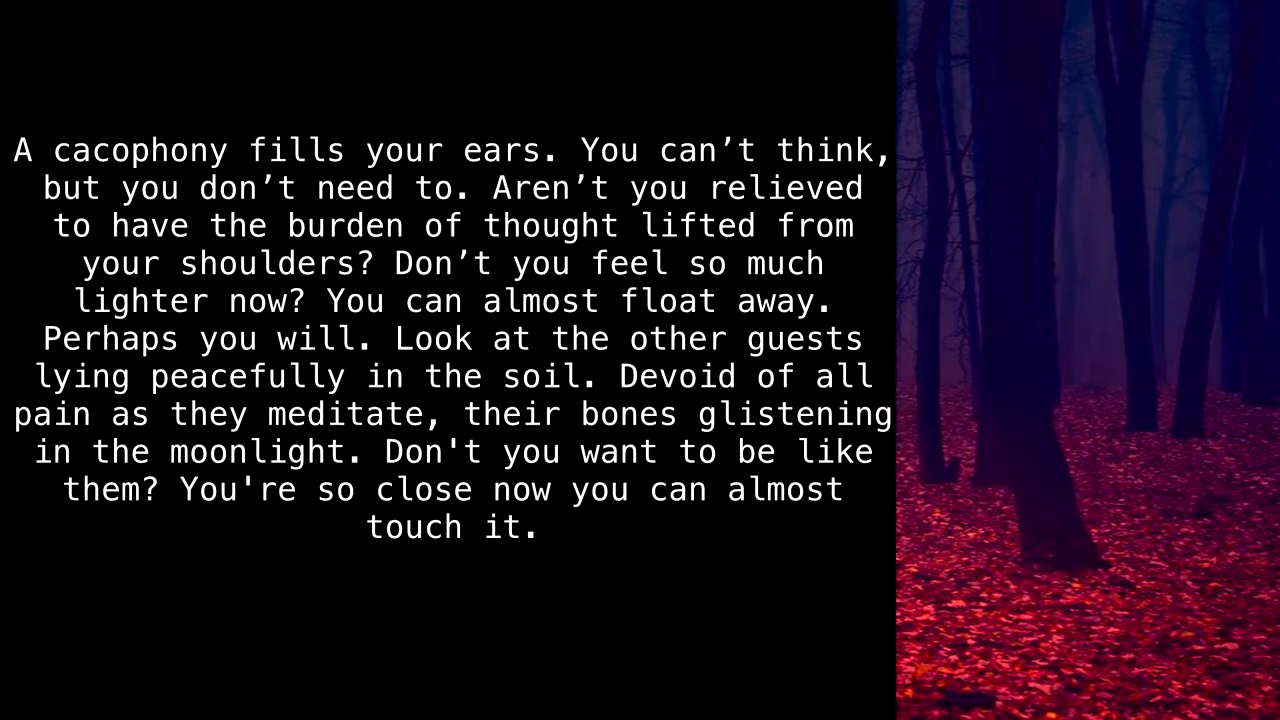 A cacophony fills your ears. You can’t think,
but you don’t need to. Aren’t you relieved
to have the burden of thought lifted from
your shoulders? Don’t you feel so much
lighter now? You can almost float away.
Perhaps you will. Look at the other guests
lying peacefully in the soil. Devoid of all
pain as they meditate, their bones glistening
in the moonlight. Don't you want to be like
them? You're so close now you can almost
touch it.